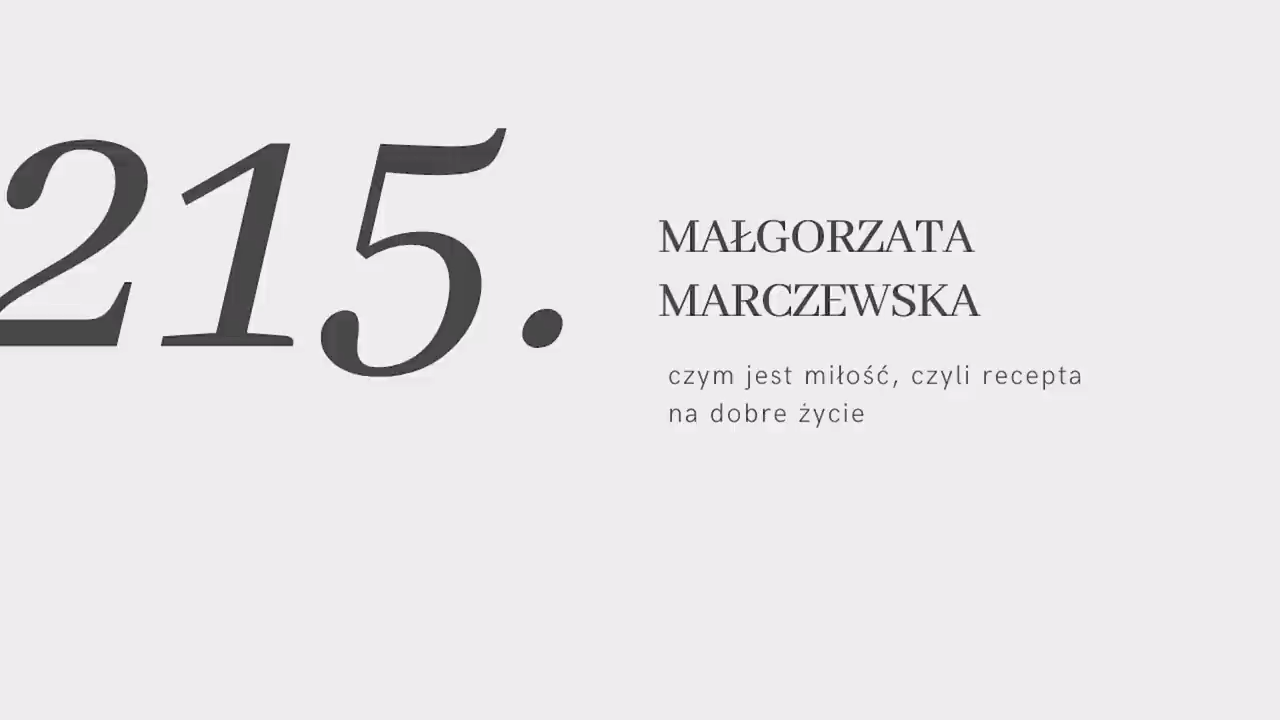 215.
MAŁGORZATA
MARCZEWSKA
czym jest miłość, czyli recepta
na dobre życie